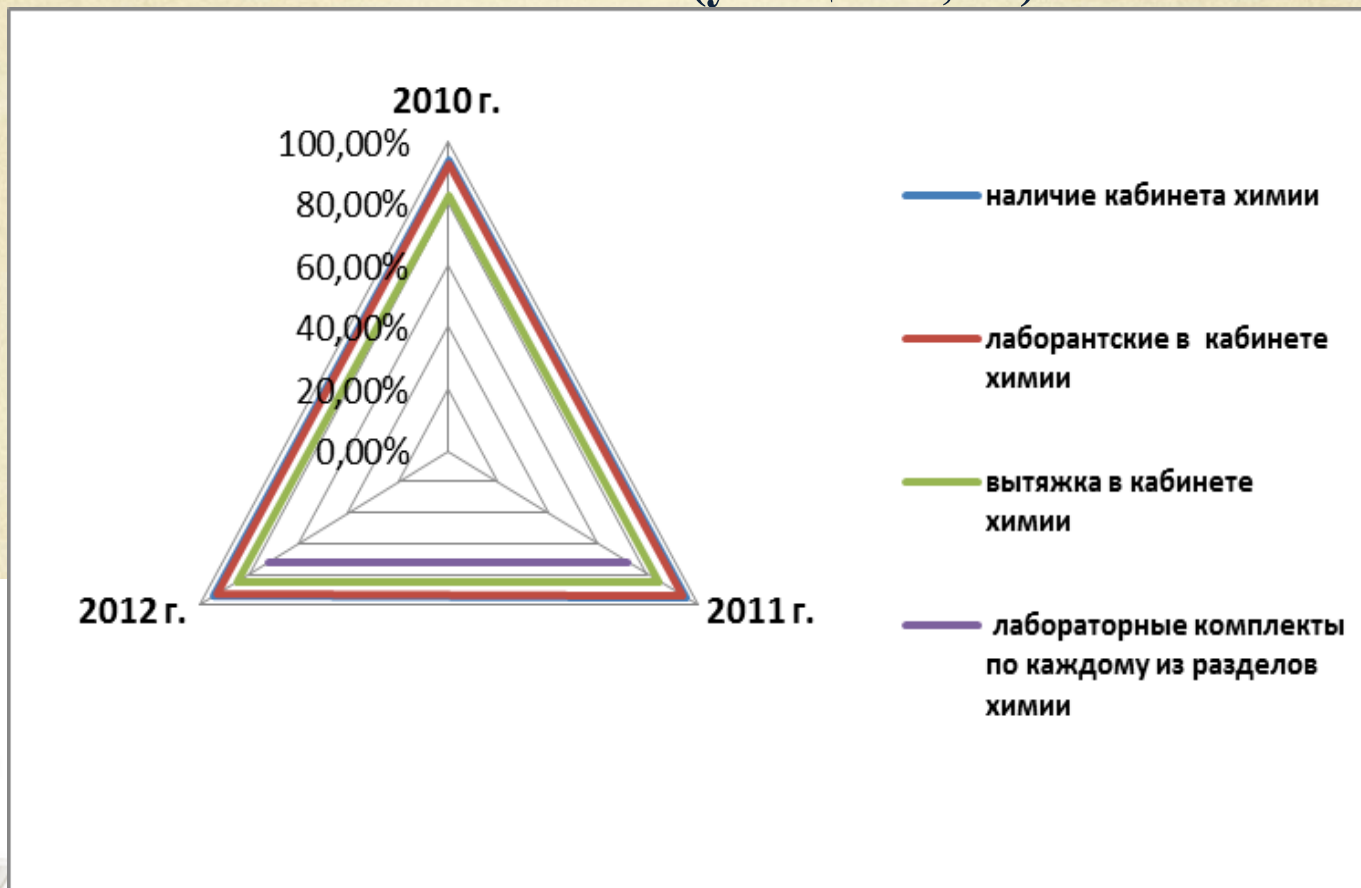 2010 г.
100,00%
80,00%
60,00%
40,00%
20,00%
0,00%
2012 г.
2011 г.
наличие кабинета химии
лаборантские в кабинете
химии
вытяжка в кабинете
химии
лабораторные комплекты
по каждому из разделов
химии